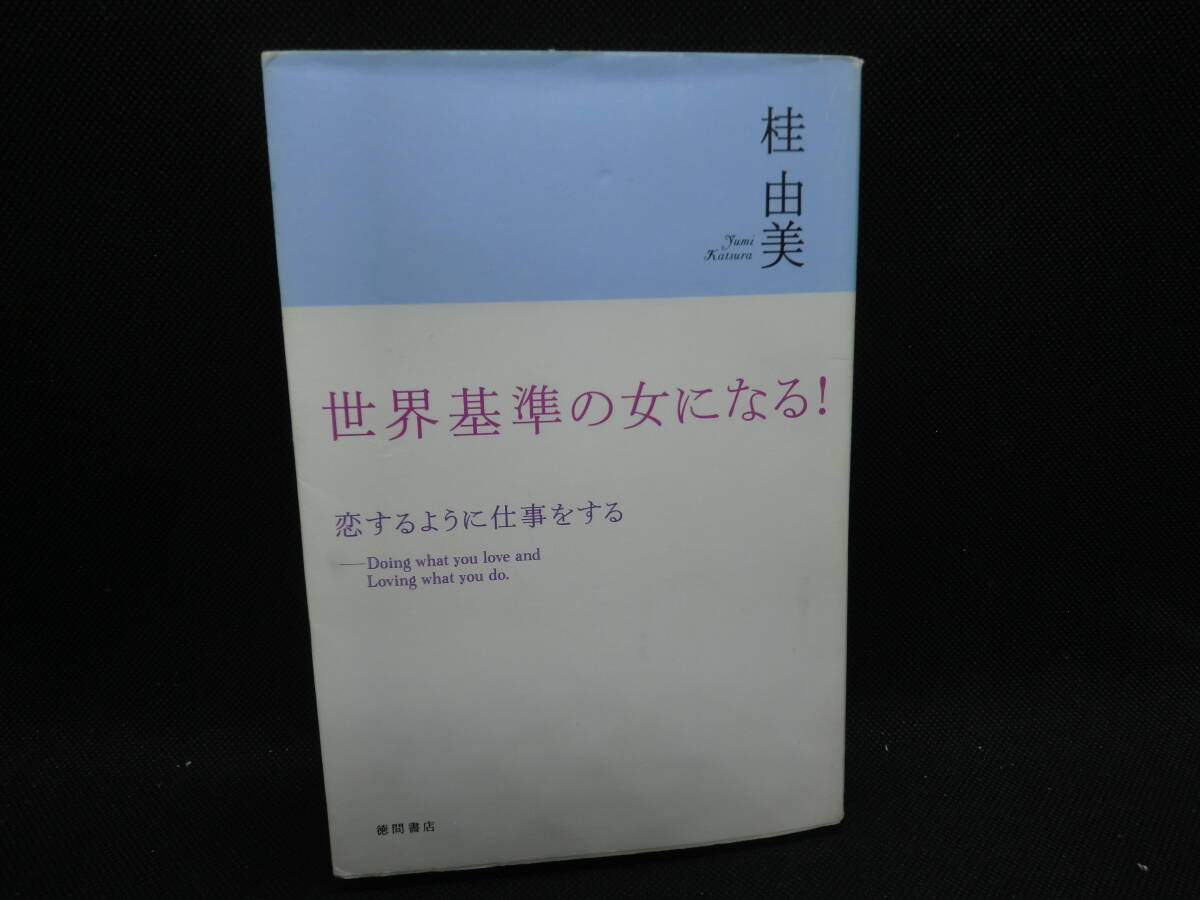 桂 由美
Yumi
Katsura
世界基準の女になる!
恋するように仕事をする
—Doing what you love and
Loving what you do.
徳間書店